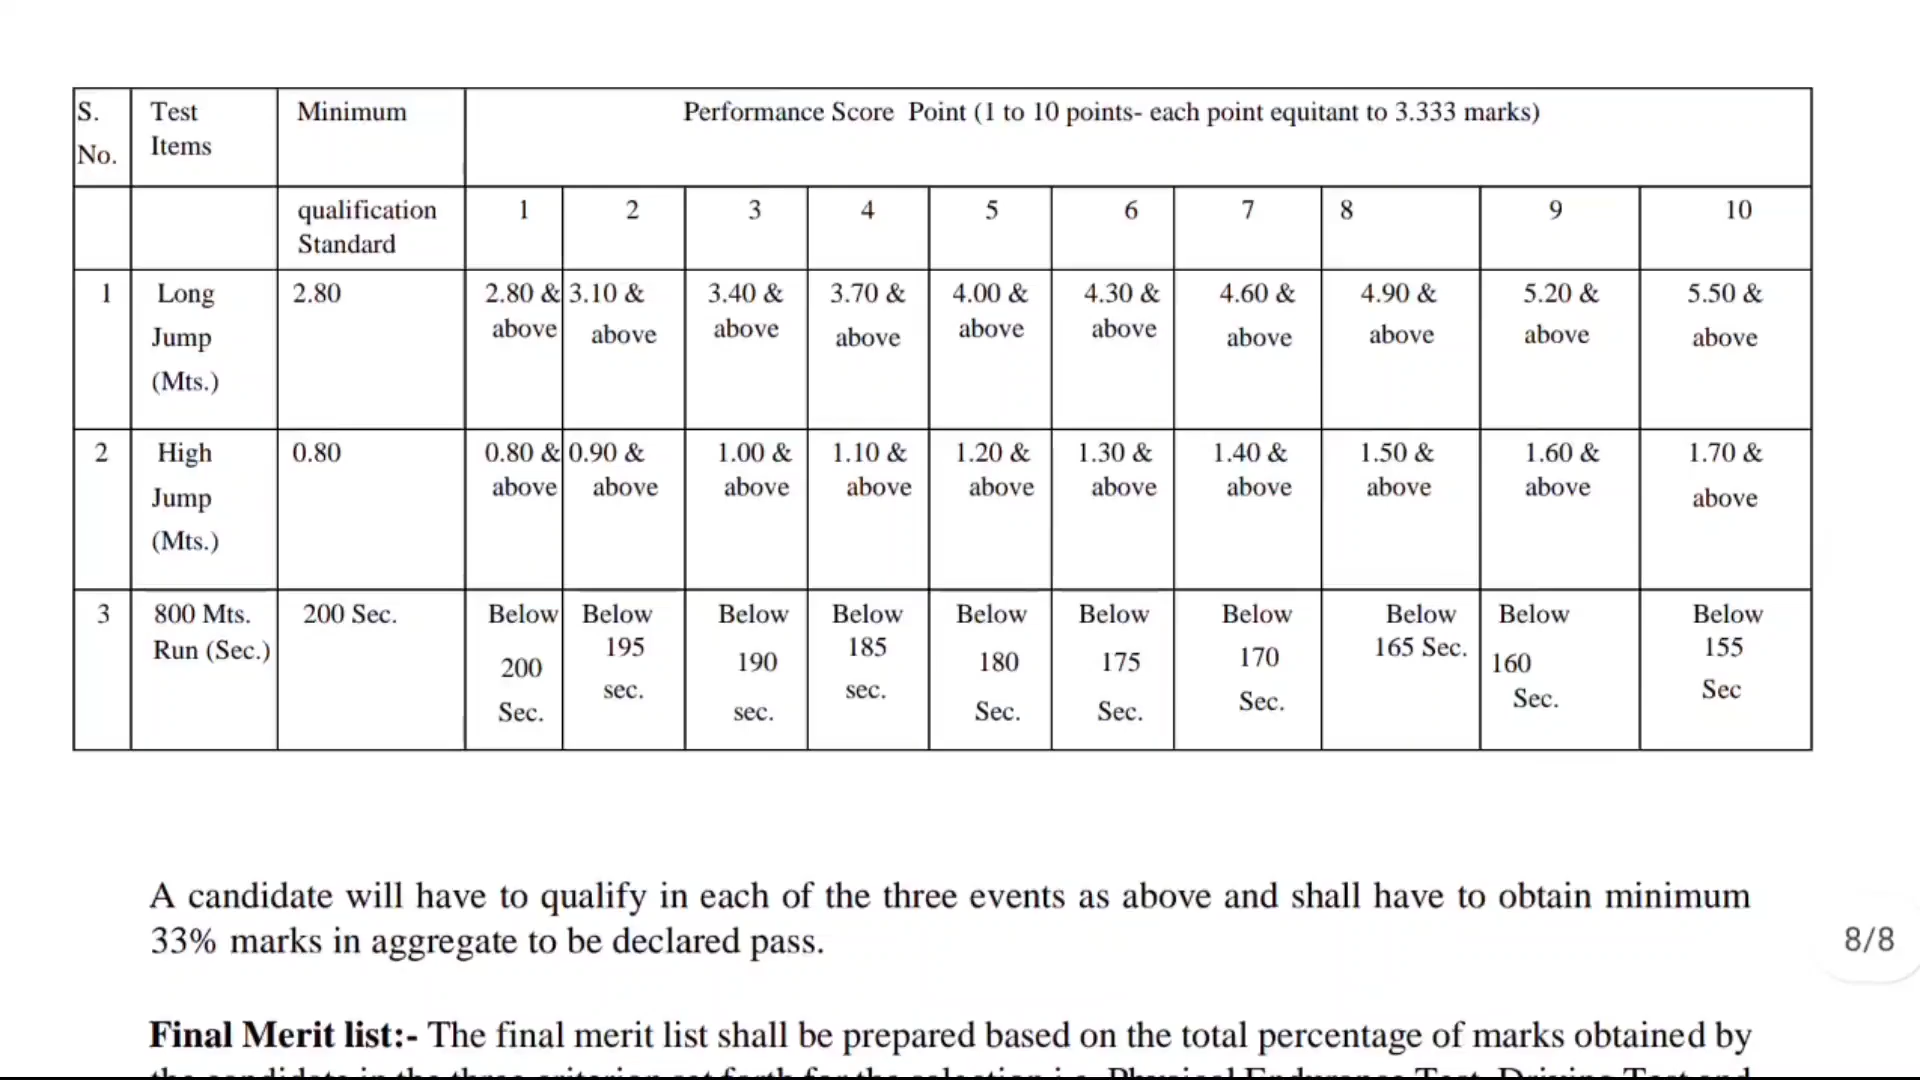 S. No. Test Items Minimum Performance Score Point (1 to 10 points- each point equitant to 3.333 marks)
qualification Standard 1 2 3 4 5 6 7 8 9 10
1 Long Jump (Mts.) 2.80 2.80 & above 3.10 & above 3.40 & above 3.70 & above 4.00 & above 4.30 & above 4.60 & above 4.90 & above 5.20 & above 5.50 & above
2 High Jump (Mts.) 0.80 0.80 & above 0.90 & above 1.00 & above 1.10 & above 1.20 & above 1.30 & above 1.40 & above 1.50 & above 1.60 & above 1.70 & above
3 800 Mts. Run (Sec.) 200 Sec. Below 200 Sec. Below 195 sec. Below 190 sec. Below 185 sec. Below 180 Sec. Below 175 Sec. Below 170 Sec. Below 165 Sec. Below 160 Sec. Below 155 Sec
A candidate will have to qualify in each of the three events as above and shall have to obtain minimum
33% marks in aggregate to be declared pass.
8/8
Final Merit list:- The final merit list shall be prepared based on the total percentage of marks obtained by